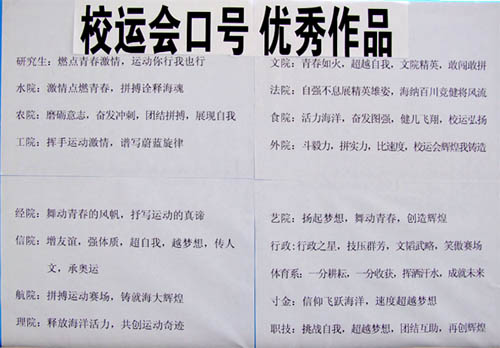 校运会口号 优秀作品
研究生：燃点青春激情，运动你行我也行
水院：激情点燃青春，拼搏诠释海魂
农院：磨砺意志，奋发冲刺，团结拼搏，展现自我
工院：挥手运动激情，谱写蔚蓝旋律
文院：青春如火，超越自我，文院精英，敢闯敢拼
法院：自强不息展精英雄姿，海纳百川竞健将风流
食院：活力海洋，奋发图强，健儿飞翔，校运弘扬
外院：斗毅力，拼实力，比速度，校运会辉煌我铸造
经院：舞动青春的风帆，抒写运动的真谛
信院：增友谊，强体质，超自我，越梦想，传人
文，承奥运
航院：拼搏运动赛场，铸就海大辉煌
理院：释放海洋活力，共创运动奇迹
艺院：扬起梦想，舞动青春，创造辉煌
行政：行政之星，技压群芳，文韬武略，笑傲赛场
体育系：一分耕耘，一分收获，挥洒汗水，成就未来
寸金：信仰飞跃海洋，速度超越梦想
职技：挑战自我，超越梦想，团结互助，再创辉煌